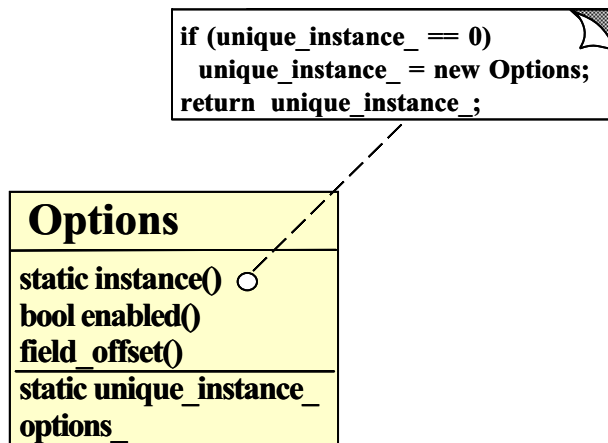 if (unique_instance_ == 0)
unique_instance_ = new Options;
return unique_instance_;
Options
static instance()
bool enabled()
field_offset()
static unique_instance_
options_